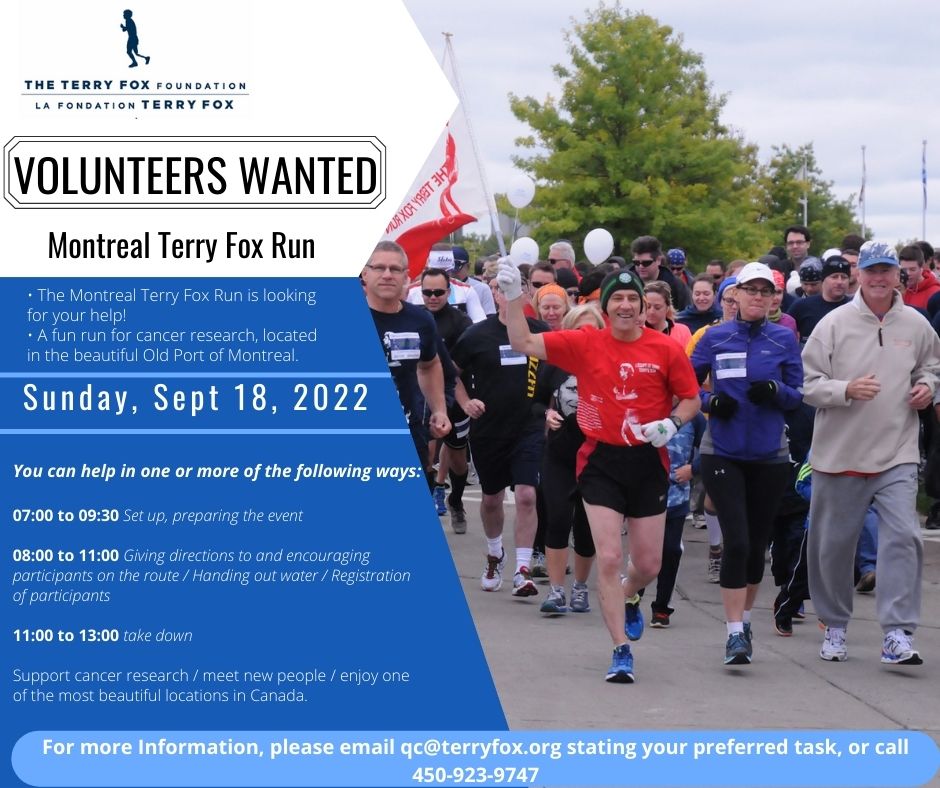 THE TERRY FOX FOUNDATION
LA FONDATION TERRY FOX
VOLUNTEERS WANTED
Montreal Terry Fox Run
• The Montreal Terry Fox Run is looking
for your help!
• A fun run for cancer research, located
in the beautiful Old Port of Montreal.
Sunday, Sept 18, 2022
You can help in one or more of the following ways:
07:00 to 09:30 Set up, preparing the event
08:00 to 11:00 Giving directions to and encouraging
participants on the route / Handing out water / Registration
of participants
11:00 to 13:00 take down
Support cancer research / meet new people / enjoy one
of the most beautiful locations in Canada.
THE TERRY FOX RUN
For more Information, please email qc@terryfox.org stating your preferred task, or call
450-923-9747